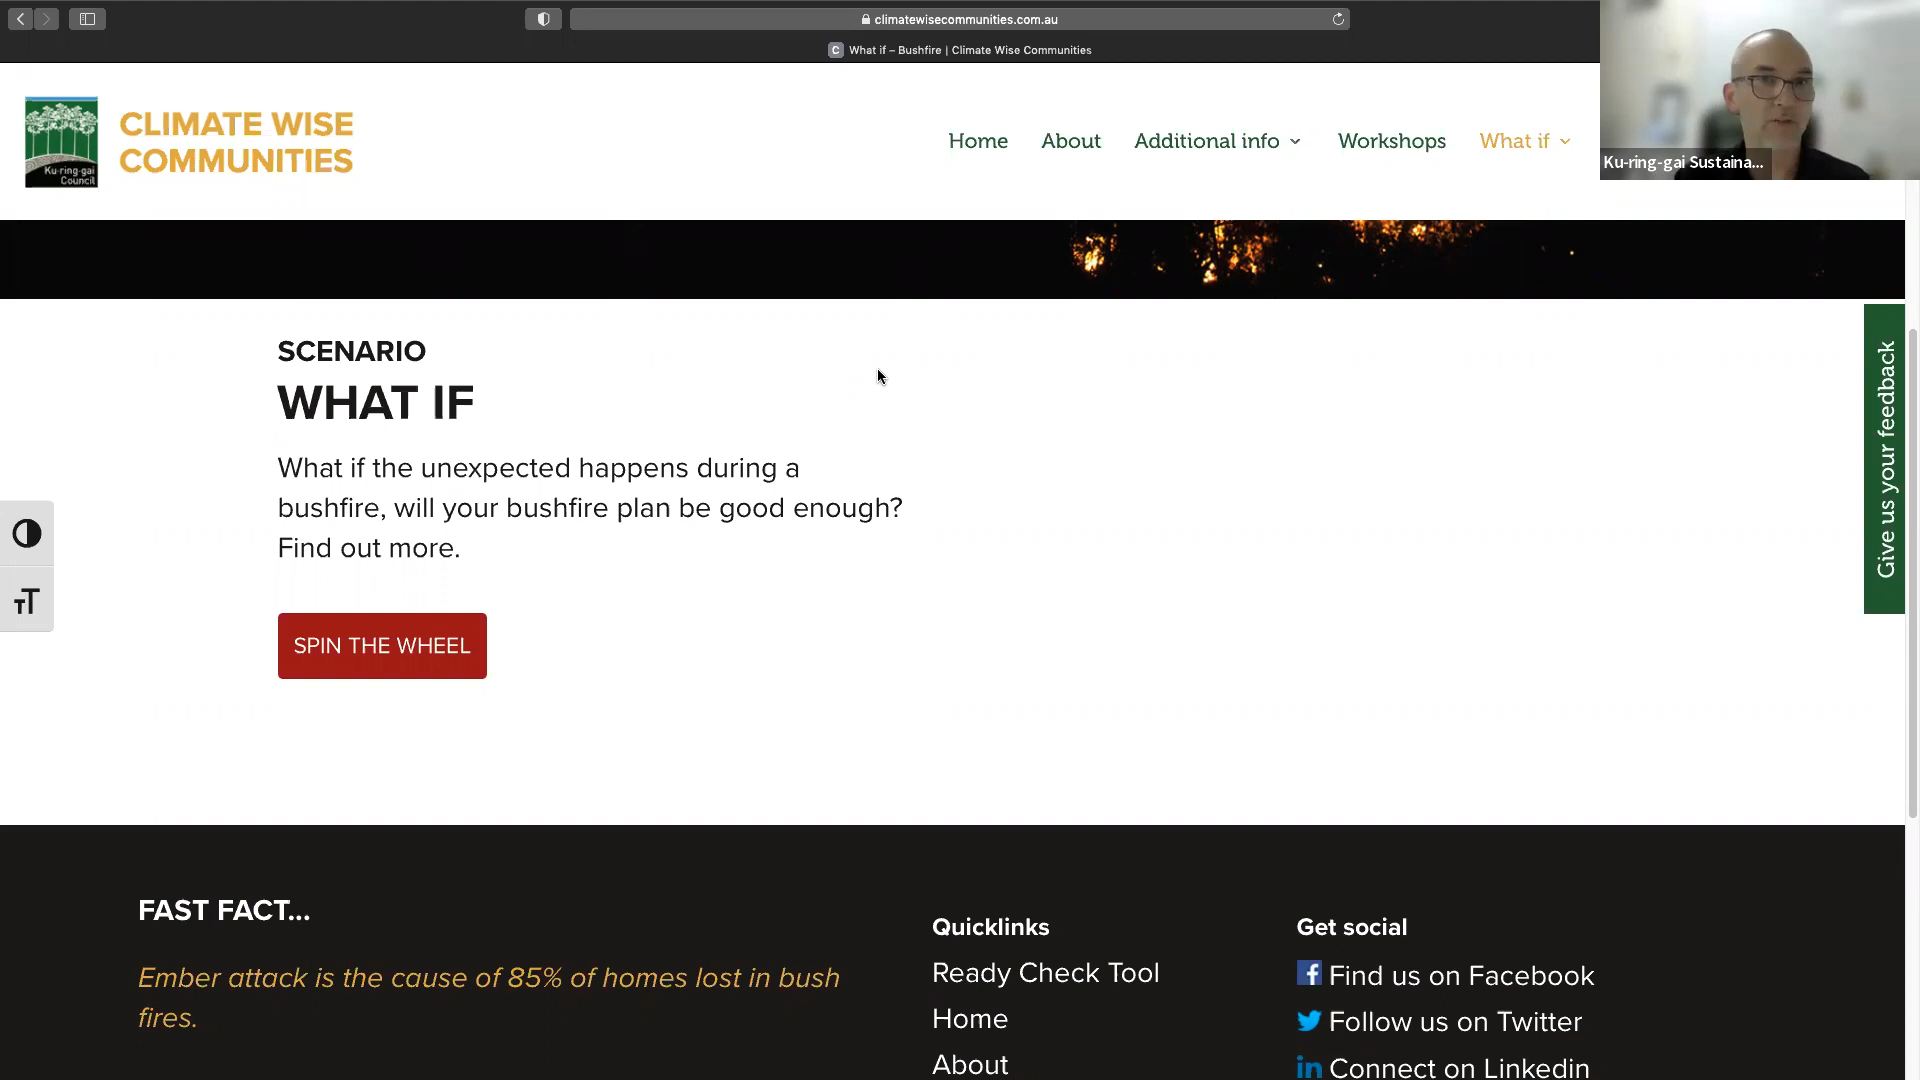 climatewisecommunities.com.au
C What if – Bushfire | Climate Wise Communities
Ku-ring-gai
Council
CLIMATE WISE
COMMUNITIES
Home
About
Additional info
Workshops
What if
Ku-ring-gai Sustaina...
SCENARIO
WHAT IF
What if the unexpected happens during a
bushfire, will your bushfire plan be good enough?
Find out more.
SPIN THE WHEEL
Give us your feedback
TT
FAST FACT...
Ember attack is the cause of 85% of homes lost in bush
fires.
Quicklinks
Ready Check Tool
Home
About
Get social
f Find us on Facebook
Follow us on Twitter
in Connect on Linkedin